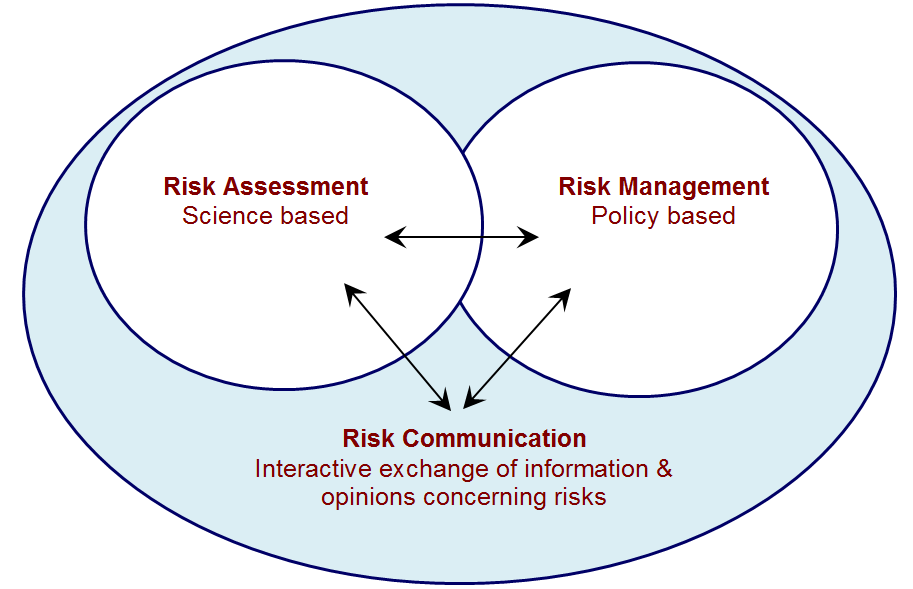 Risk Assessment
Science based
Risk Management
Policy based
Risk Communication
Interactive exchange of information &
opinions concerning risks